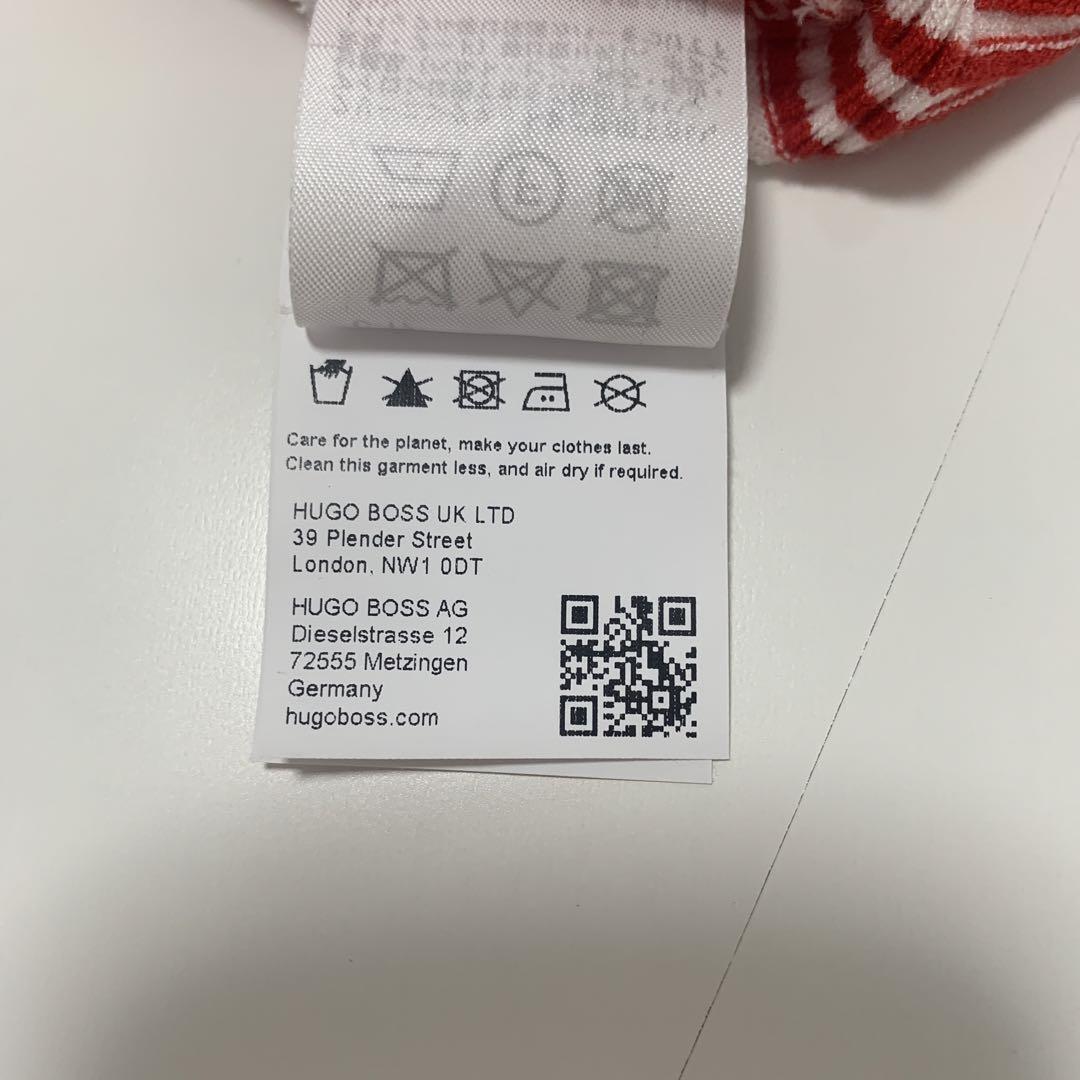 Care for the planet, make your clothes last.
Clean this garment less, and air dry if required.
HUGO BOSS UK LTD
39 Plender Street
London, NW1 0DT
HUGO BOSS AG
Dieselstrasse 12
72555 Metzingen
Germany
hugoboss.com